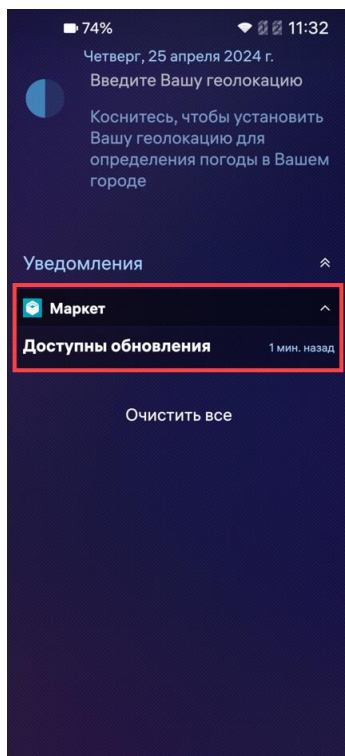 74% 11:32
Четверг, 25 апреля 2024 г.
Введите Вашу геолокацию
Коснитесь, чтобы установить
Вашу геолокацию для
определения погоды в Вашем
городе
Уведомления
Маркет
Доступны обновления 1 мин. назад
Очистить все